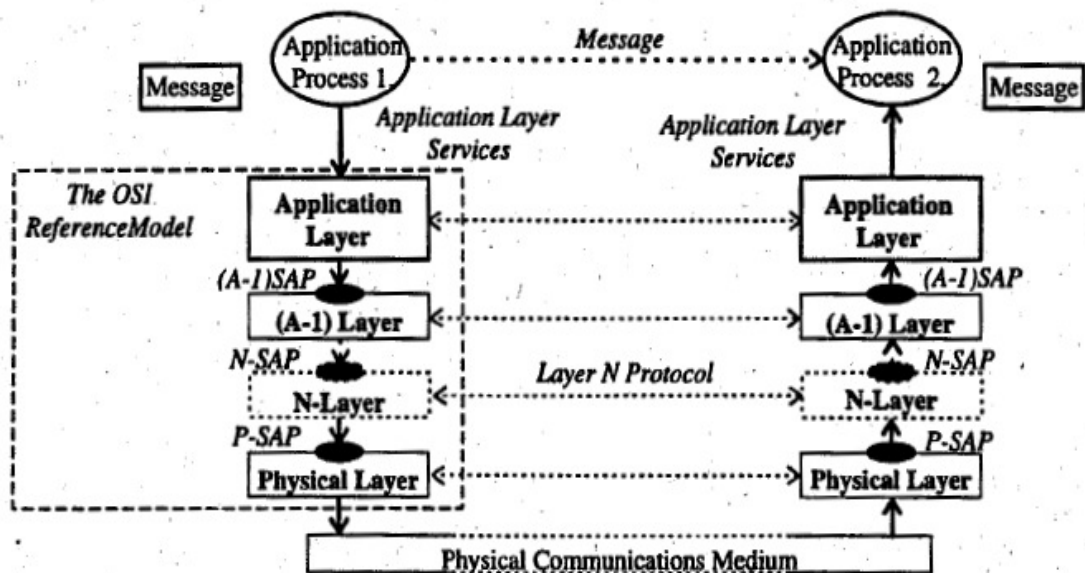 Application
Process 1.
Message
Application
Process 2.
Message
Message
Application Layer
Services
Application Layer
Services
The OSI
ReferenceModel
Application
Layer
Application
Layer
(A-1)SAP
(A-1)SAP
(A-1) Layer
(A-1) Layer
N-SAP
N-SAP
Layer N Protocol
N-Layer
N-Layer
P-SAP
P-SAP
Physical Layer
Physical Layer
Physical Communications Medium